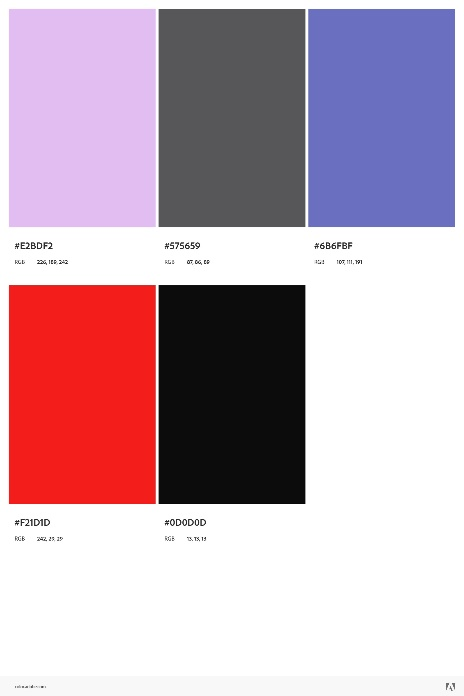 #E2BDF2 #575659 #6B6FBF
RGB 226, 189, 242 RGB 87, 86, 89 RGB 107, 111, 191
#F21D1D #0D0D0D
RGB 242, 29, 29 RGB 13, 13, 13